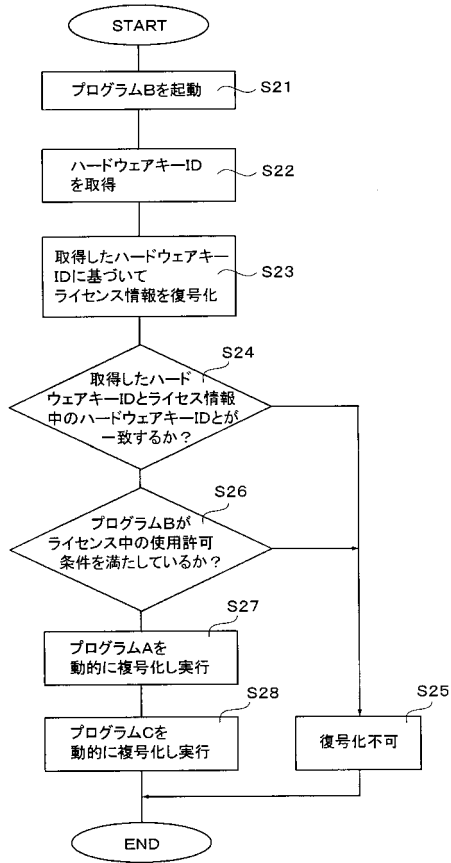 START
プログラムBを起動
S21
ハードウェアキーID
を取得
S22
取得したハードウェアキー
IDに基づいて
ライセンス情報を復号化
S23
S24
取得したハード
ウェアキーIDとライセス情報
中のハードウェアキーIDとが
一致するか?
S26
プログラムBが
ライセンス中の使用許可
条件を満たしているか?
S27
プログラムAを
動的に複号化し実行
S28
プログラムCを
動的に複号化し実行
S25
復号化不可
END